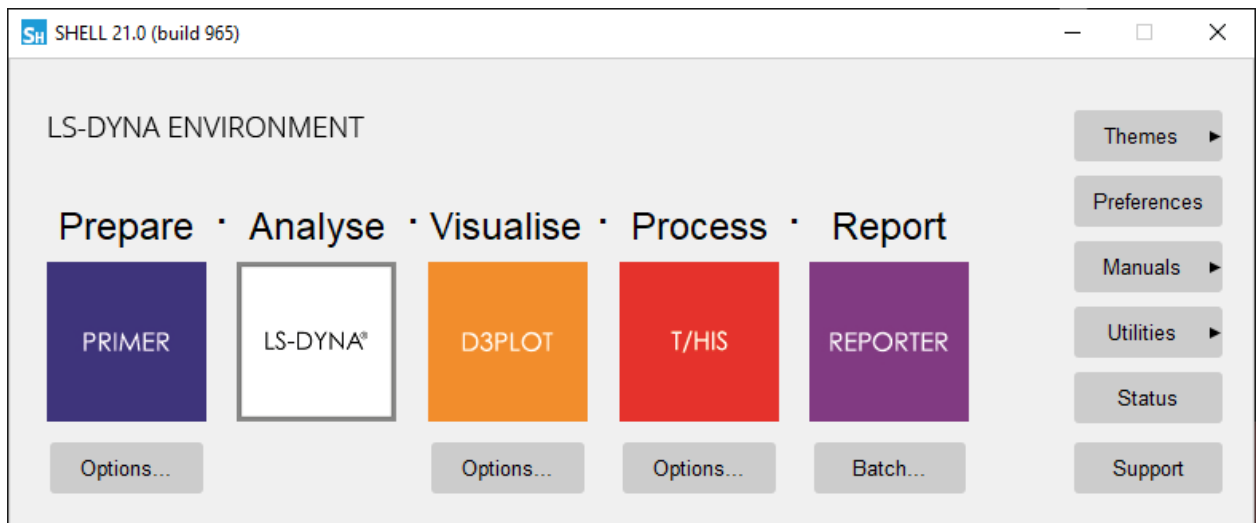 SH SHELL 21.0 (build 965)
LS-DYNA ENVIRONMENT
Prepare · Analyse · Visualise · Process · Report
PRIMER LS-DYNA® D3PLOT T/HIS REPORTER
Options... Options... Options... Batch...
Themes
Preferences
Manuals
Utilities
Status
Support